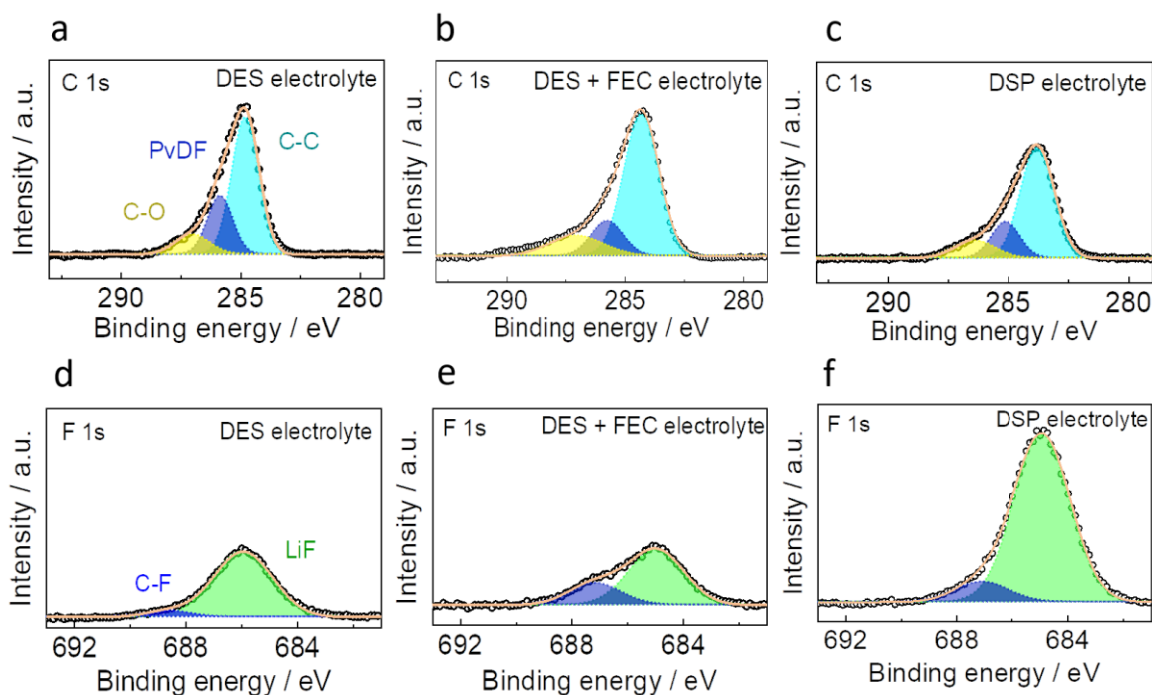 a
C 1s
DES electrolyte
PvDF
C-C
C-O
Intensity / a.u.
290
285
280
Binding energy / eV
b
C 1s
DES + FEC electrolyte
Intensity / a.u.
290
285
280
Binding energy / eV
c
C 1s
DSP electrolyte
Intensity / a.u.
290
285
280
Binding energy / eV
d
F 1s
DES electrolyte
LiF
C-F
Intensity / a.u.
692
688
684
Binding energy / eV
e
F 1s
DES + FEC electrolyte
Intensity / a.u.
692
688
684
Binding energy / eV
f
F 1s
DSP electrolyte
Intensity / a.u.
692
688
684
Binding energy / eV